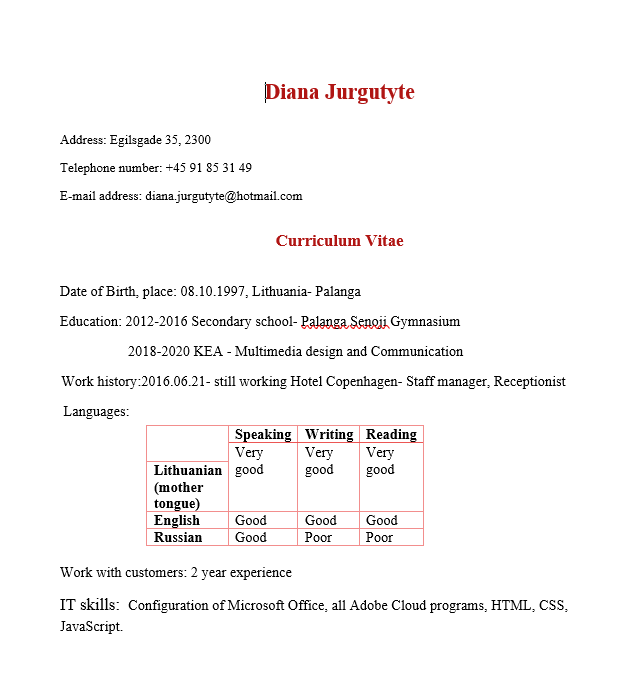 Diana Jurgutyte
Address: Egilsgade 35, 2300
Telephone number: +45 91 85 31 49
E-mail address: diana.jurgutyte@hotmail.com
Curriculum Vitae
Date of Birth, place: 08.10.1997, Lithuania- Palanga
Education: 2012-2016 Secondary school- Palanga Senoji Gymnasium
2018-2020 KEA - Multimedia design and Communication
Work history:2016.06.21- still working Hotel Copenhagen- Staff manager, Receptionist
Languages:
Speaking Writing Reading
Lithuanian (mother tongue) Very good Very good Very good
English Good Good Good
Russian Good Poor Poor
Work with customers: 2 year experience
IT skills: Configuration of Microsoft Office, all Adobe Cloud programs, HTML, CSS,
JavaScript.